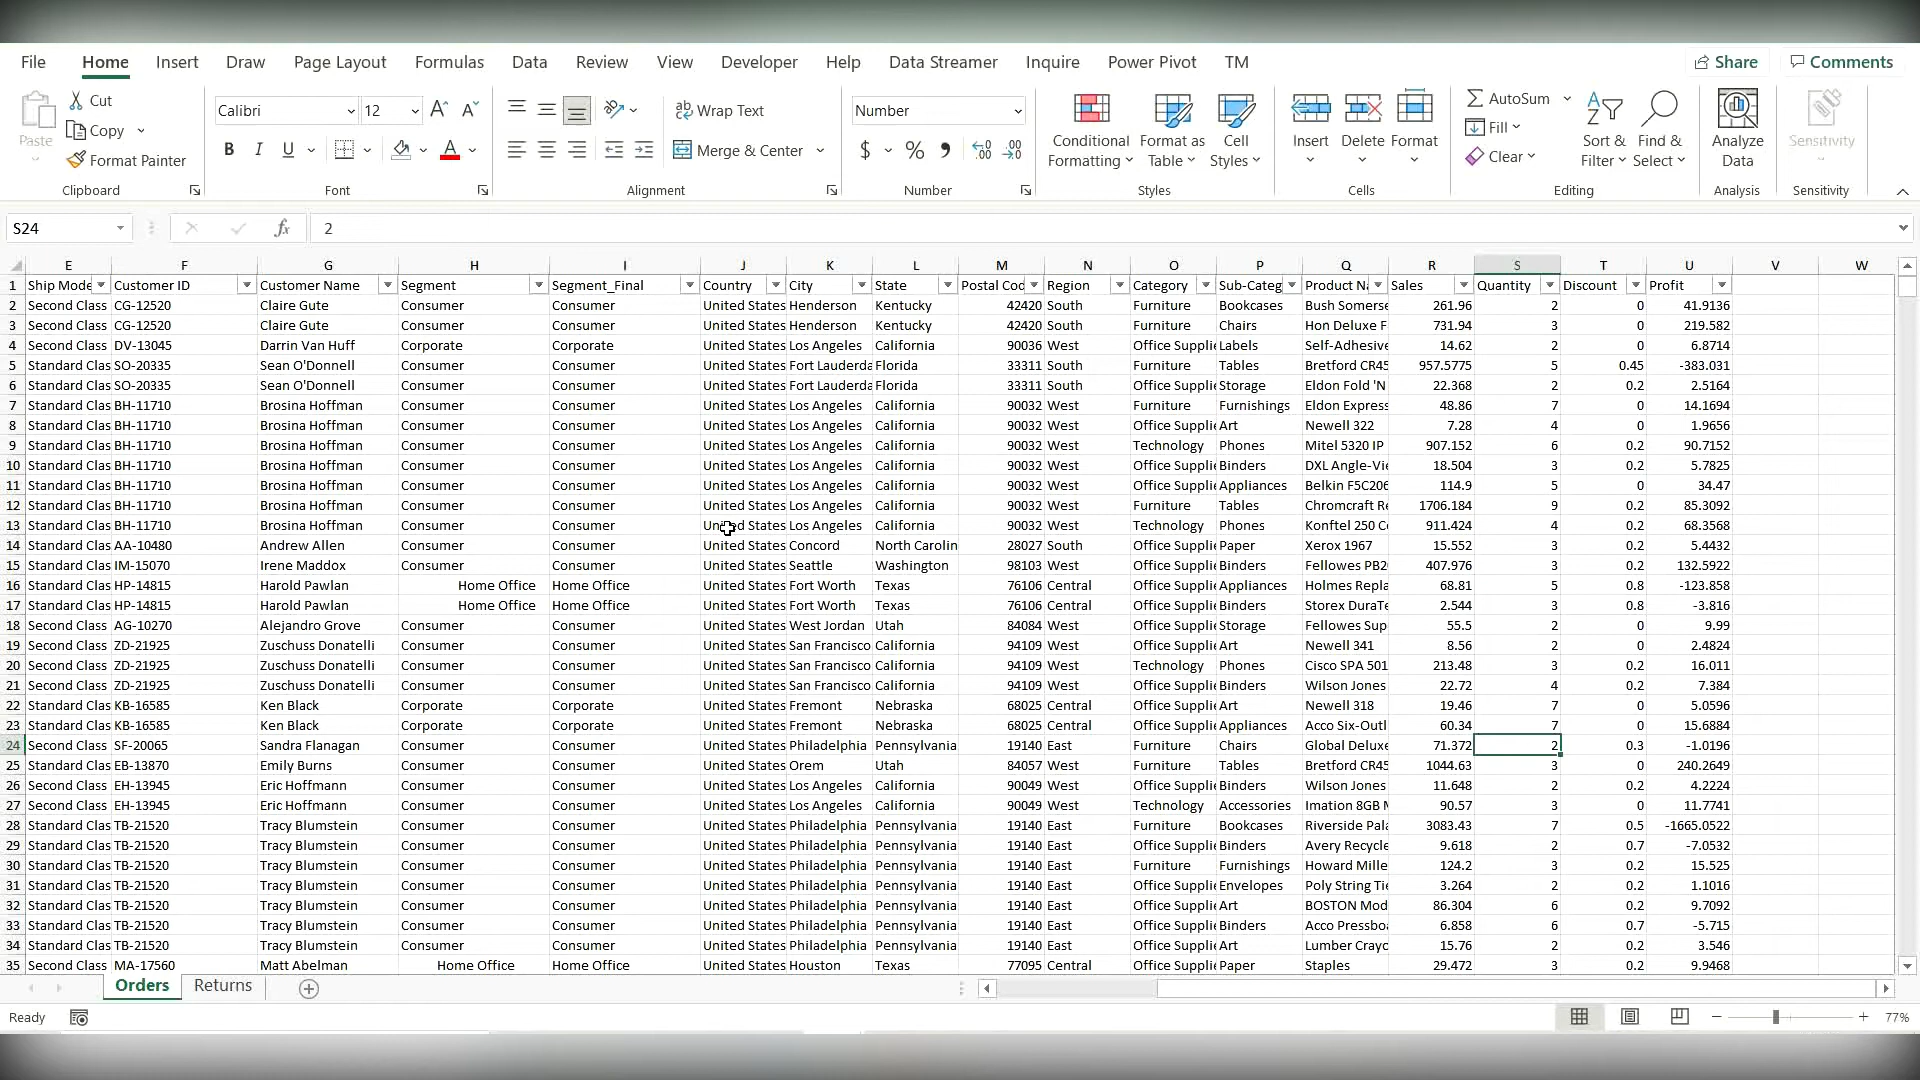 File Home Insert Draw Page Layout Formulas Data Review View Developer Help Data Streamer Inquire Power Pivot TM Share Comments
Paste Cut Copy Format Painter Clipboard
Calibri 12 B I U A Font
Wrap Text Merge & Center Alignment
Number $ % Number
Conditional Formatting Format as Table Cell Styles Styles
Insert Delete Format Cells
AutoSum Fill Clear Sort & Filter Find & Select Editing
Analyze Data Analysis
Sensitivity Sensitivity
S24 fx 2
E F G H I J K L M N O P Q R S T U V W
1 Ship Mode Customer ID Customer Name Segment Segment_Final Country City State Postal Cod Region Category Sub-Categ Product Na Sales Quantity Discount Profit
2 Second Class CG-12520 Claire Gute Consumer Consumer United States Henderson Kentucky 42420 South Furniture Bookcases Bush Somerse 261.96 2 0 41.9136
3 Second Class CG-12520 Claire Gute Consumer Consumer United States Henderson Kentucky 42420 South Furniture Chairs Hon Deluxe F 731.94 3 0 219.582
4 Second Class DV-13045 Darrin Van Huff Corporate Corporate United States Los Angeles California 90036 West Office Supplie Labels Self-Adhesive 14.62 2 0 6.8714
5 Standard Clas SO-20335 Sean O'Donnell Consumer Consumer United States Fort Lauderda Florida 33311 South Furniture Tables Bretford CR45 957.5775 5 0.45 -383.031
6 Standard Clas SO-20335 Sean O'Donnell Consumer Consumer United States Fort Lauderda Florida 33311 South Office Supplie Storage Eldon Fold 'N 22.368 2 0.2 2.5164
7 Standard Clas BH-11710 Brosina Hoffman Consumer Consumer United States Los Angeles California 90032 West Furniture Furnishings Eldon Express 48.86 7 0 14.1694
8 Standard Clas BH-11710 Brosina Hoffman Consumer Consumer United States Los Angeles California 90032 West Office Supplie Art Newell 322 7.28 4 0 1.9656
9 Standard Clas BH-11710 Brosina Hoffman Consumer Consumer United States Los Angeles California 90032 West Technology Phones Mitel 5320 IP 907.152 6 0.2 90.7152
10 Standard Clas BH-11710 Brosina Hoffman Consumer Consumer United States Los Angeles California 90032 West Office Supplie Binders DXL Angle-Vie 18.504 3 0.2 5.7825
11 Standard Clas BH-11710 Brosina Hoffman Consumer Consumer United States Los Angeles California 90032 West Office Supplie Appliances Belkin F5C206 114.9 5 0 34.47
12 Standard Clas BH-11710 Brosina Hoffman Consumer Consumer United States Los Angeles California 90032 West Furniture Tables Chromcraft Re 1706.184 9 0.2 85.3092
13 Standard Clas BH-11710 Brosina Hoffman Consumer Consumer United States Los Angeles California 90032 West Technology Phones Konftel 250 Co 911.424 4 0.2 68.3568
14 Standard Clas AA-10480 Andrew Allen Consumer Consumer United States Concord North Carolin 28027 South Office Supplie Paper Xerox 1967 15.552 3 0.2 5.4432
15 Standard Clas IM-15070 Irene Maddox Consumer Consumer United States Seattle Washington 98103 West Office Supplie Binders Fellowes PB20 407.976 3 0.2 132.5922
16 Standard Clas HP-14815 Harold Pawlan Home Office Home Office United States Fort Worth Texas 76106 Central Office Supplie Appliances Holmes Repla 68.81 5 0.8 -123.858
17 Standard Clas HP-14815 Harold Pawlan Home Office Home Office United States Fort Worth Texas 76106 Central Office Supplie Binders Storex DuraTe 2.544 3 0.8 -3.816
18 Second Class AG-10270 Alejandro Grove Consumer Consumer United States West Jordan Utah 84084 West Office Supplie Storage Fellowes Sup 55.5 2 0 9.99
19 Second Class ZD-21925 Zuschuss Donatelli Consumer Consumer United States San Francisco California 94109 West Office Supplie Art Newell 341 8.56 2 0 2.4824
20 Second Class ZD-21925 Zuschuss Donatelli Consumer Consumer United States San Francisco California 94109 West Technology Phones Cisco SPA 501 213.48 3 0.2 16.011
21 Second Class ZD-21925 Zuschuss Donatelli Consumer Consumer United States San Francisco California 94109 West Office Supplie Binders Wilson Jones 22.72 4 0.2 7.384
22 Standard Clas KB-16585 Ken Black Corporate Corporate United States Fremont Nebraska 68025 Central Office Supplie Art Newell 318 19.46 7 0 5.0596
23 Standard Clas KB-16585 Ken Black Corporate Corporate United States Fremont Nebraska 68025 Central Office Supplie Appliances Acco Six-Outl 60.34 7 0 15.6884
24 Second Class SF-20065 Sandra Flanagan Consumer Consumer United States Philadelphia Pennsylvania 19140 East Furniture Chairs Global Deluxe 71.372 2 0.3 -1.0196
25 Standard Clas EB-13870 Emily Burns Consumer Consumer United States Orem Utah 84057 West Furniture Tables Bretford CR45 1044.63 3 0 240.2649
26 Second Class EH-13945 Eric Hoffmann Consumer Consumer United States Los Angeles California 90049 West Office Supplie Binders Wilson Jones 11.648 2 0.2 4.2224
27 Second Class EH-13945 Eric Hoffmann Consumer Consumer United States Los Angeles California 90049 West Technology Accessories Imation 8GB M 90.57 3 0 11.7741
28 Standard Clas TB-21520 Tracy Blumstein Consumer Consumer United States Philadelphia Pennsylvania 19140 East Furniture Bookcases Riverside Pala 3083.43 7 0.5 -1665.0522
29 Standard Clas TB-21520 Tracy Blumstein Consumer Consumer United States Philadelphia Pennsylvania 19140 East Office Supplie Binders Avery Recycle 9.618 2 0.7 -7.0532
30 Standard Clas TB-21520 Tracy Blumstein Consumer Consumer United States Philadelphia Pennsylvania 19140 East Furniture Furnishings Howard Mille 124.2 3 0.2 15.525
31 Standard Clas TB-21520 Tracy Blumstein Consumer Consumer United States Philadelphia Pennsylvania 19140 East Office Supplie Envelopes Poly String Tie 3.264 2 0.2 1.1016
32 Standard Clas TB-21520 Tracy Blumstein Consumer Consumer United States Philadelphia Pennsylvania 19140 East Office Supplie Art BOSTON Mod 86.304 6 0.2 9.7092
33 Standard Clas TB-21520 Tracy Blumstein Consumer Consumer United States Philadelphia Pennsylvania 19140 East Office Supplie Binders Acco Pressboa 6.858 6 0.7 -5.715
34 Standard Clas TB-21520 Tracy Blumstein Consumer Consumer United States Philadelphia Pennsylvania 19140 East Office Supplie Art Lumber Crayo 15.76 2 0.2 3.546
35 Second Class MA-17560 Matt Abelman Home Office Home Office United States Houston Texas 77095 Central Office Supplie Paper Staples 29.472 3 0.2 9.9468
Orders Returns
Ready 77%